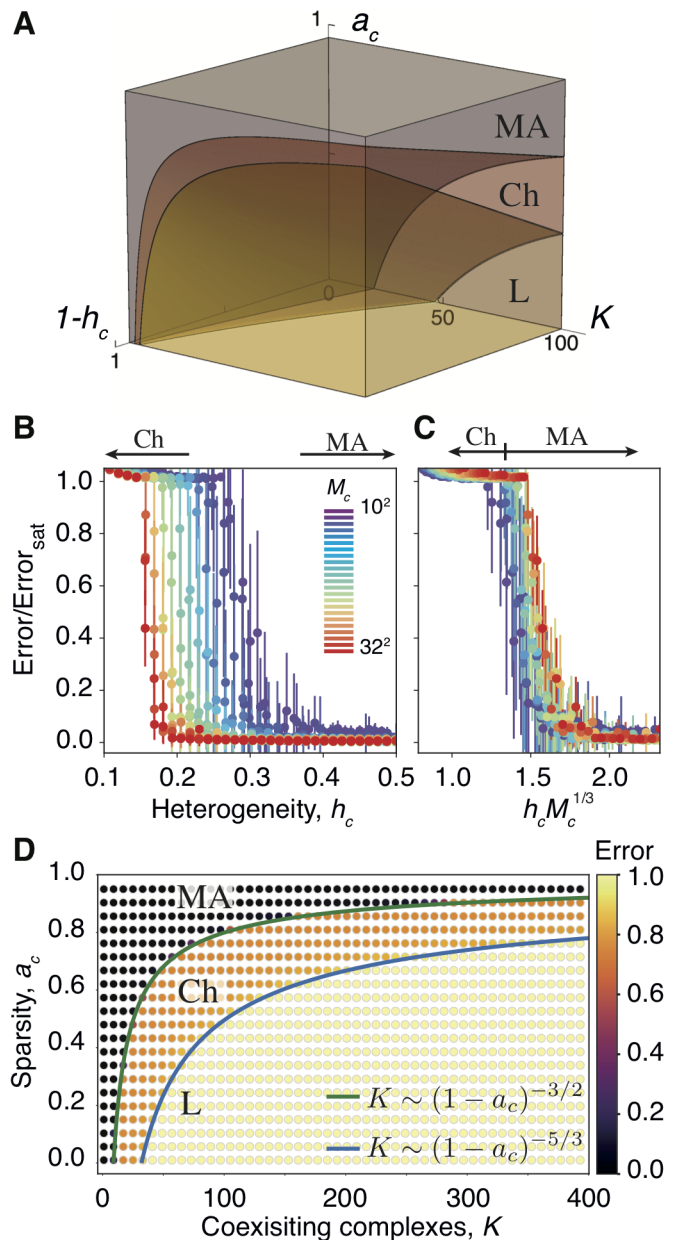 A
1
a_c
MA
Ch
L
1-h_c
1
0
50
K
100
B
Ch
MA
C
Ch
MA
1.0
0.8
0.6
0.4
0.2
0.0
Error/Error_sat
M_c
10²
32²
0.1
0.2
0.3
0.4
0.5
1.0
1.5
2.0
Heterogeneity, h_c
h_cM_c^1/3
D
Error
1.0
0.8
0.6
0.4
0.2
0.0
Sparsity, a_c
MA
Ch
L
K ∼ (1 − a_c)^−3/2
K ∼ (1 − a_c)^−5/3
1.0
0.8
0.6
0.4
0.2
0.0
0
100
200
300
400
Coexisiting complexes, K